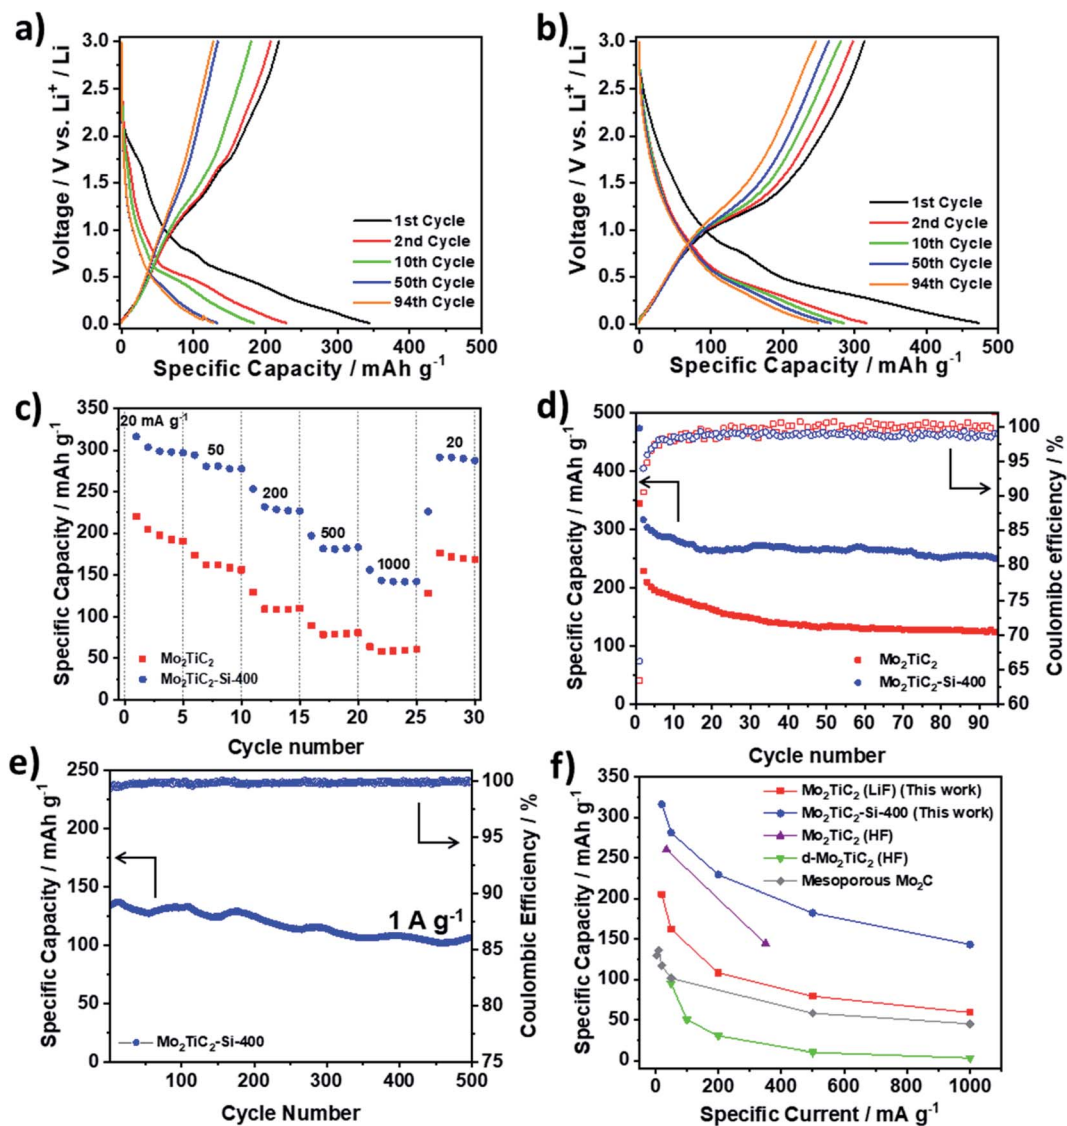 a)
Voltage / V vs. Li⁺ / Li
3.0
2.5
2.0
1.5
1.0
0.5
0.0
1st Cycle
2nd Cycle
10th Cycle
50th Cycle
94th Cycle
0 100 200 300 400 500
Specific Capacity / mAh g⁻¹
b)
Voltage / V vs. Li⁺ / Li
3.0
2.5
2.0
1.5
1.0
0.5
0.0
1st Cycle
2nd Cycle
10th Cycle
50th Cycle
94th Cycle
0 100 200 300 400 500
Specific Capacity / mAh g⁻¹
c)
Specific Capacity / mAh g⁻¹
350
300
250
200
150
100
50
0
20 mA g⁻¹
50
200
500
1000
20
Mo₂TiC₂
Mo₂TiC₂-Si-400
0 5 10 15 20 25 30
Cycle number
d)
Specific Capacity / mAh g⁻¹
500
400
300
200
100
0
Mo₂TiC₂
Mo₂TiC₂-Si-400
100
95
90
85
80
75
70
65
60
Couloimbc efficiency / %
0 10 20 30 40 50 60 70 80 90
Cycle number
e)
Specific Capacity / mAh g⁻¹
250
225
200
175
150
125
100
75
50
25
0
1 A g⁻¹
Mo₂TiC₂-Si-400
100
95
90
85
80
75
Coulombic Efficiency / %
100 200 300 400 500
Cycle Number
f)
Specific Capacity / mAh g⁻¹
350
300
250
200
150
100
50
0
Mo₂TiC₂ (LiF) (This work)
Mo₂TiC₂-Si-400 (This work)
Mo₂TiC₂ (HF)
d-Mo₂TiC₂ (HF)
Mesoporous Mo₂C
0 200 400 600 800 1000
Specific Current / mA g⁻¹